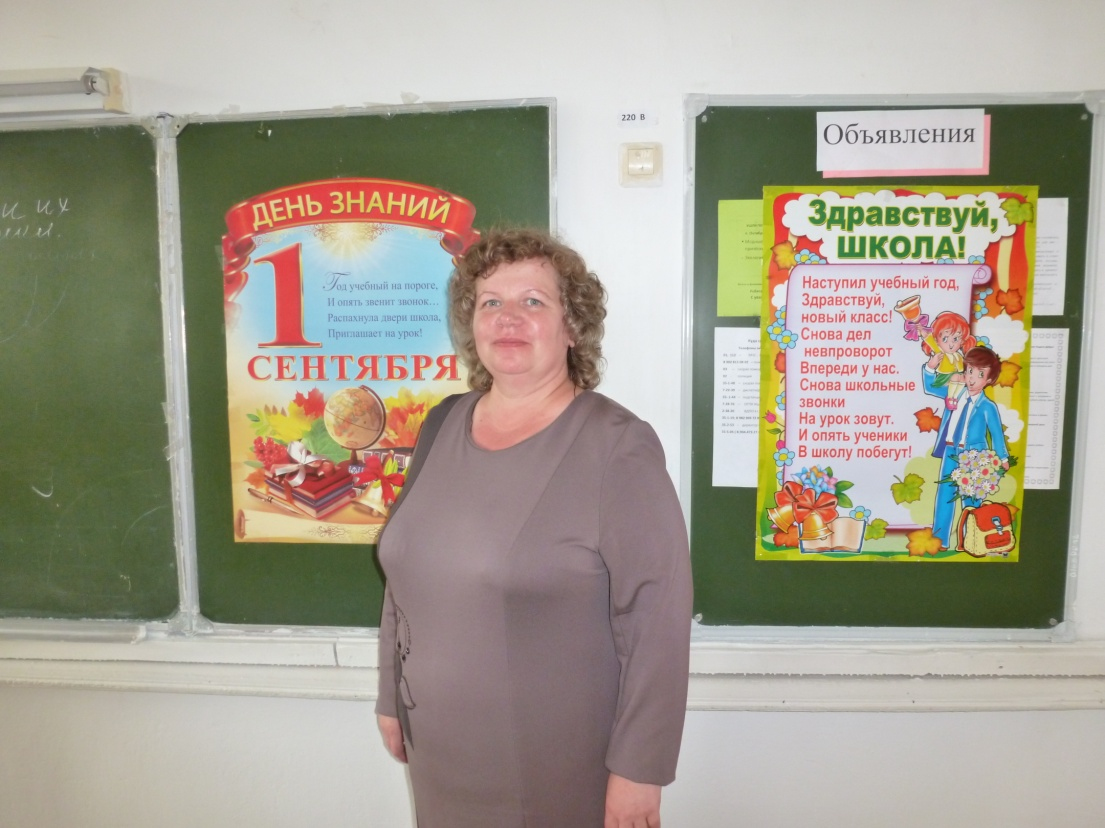 и их
ДЕНЬ ЗНАНИЙ
1
Год учебный на пороге,
И опять звенит звонок...
Распахнула двери школа,
Приглашает на урок!
СЕНТЯБРЯ
220 В
Объявления
Здравствуй,
ШКОЛА!
Наступил учебный год,
Здравствуй,
новый класс!
Снова дел
невпроворот
Впереди у нас.
Снова школьные
звонки
На урок зовут.
И опять ученики
В школу побегут!